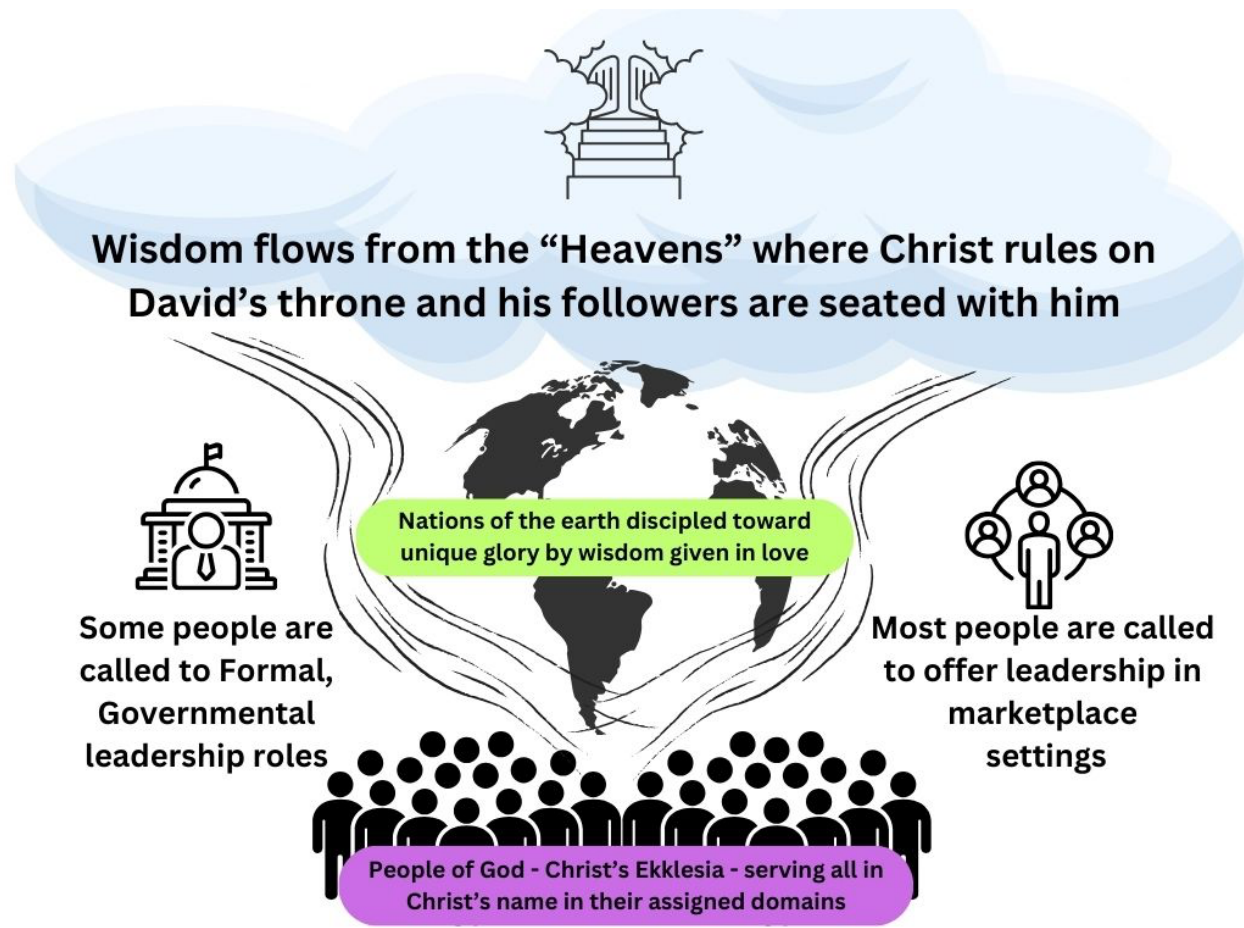 Wisdom flows from the “Heavens” where Christ rules on
David’s throne and his followers are seated with him
Nations of the earth discipled toward
unique glory by wisdom given in love
Some people are
called to Formal,
Governmental
leadership roles
Most people are called
to offer leadership in
marketplace
settings
People of God - Christ’s Ekklesia - serving all in
Christ’s name in their assigned domains